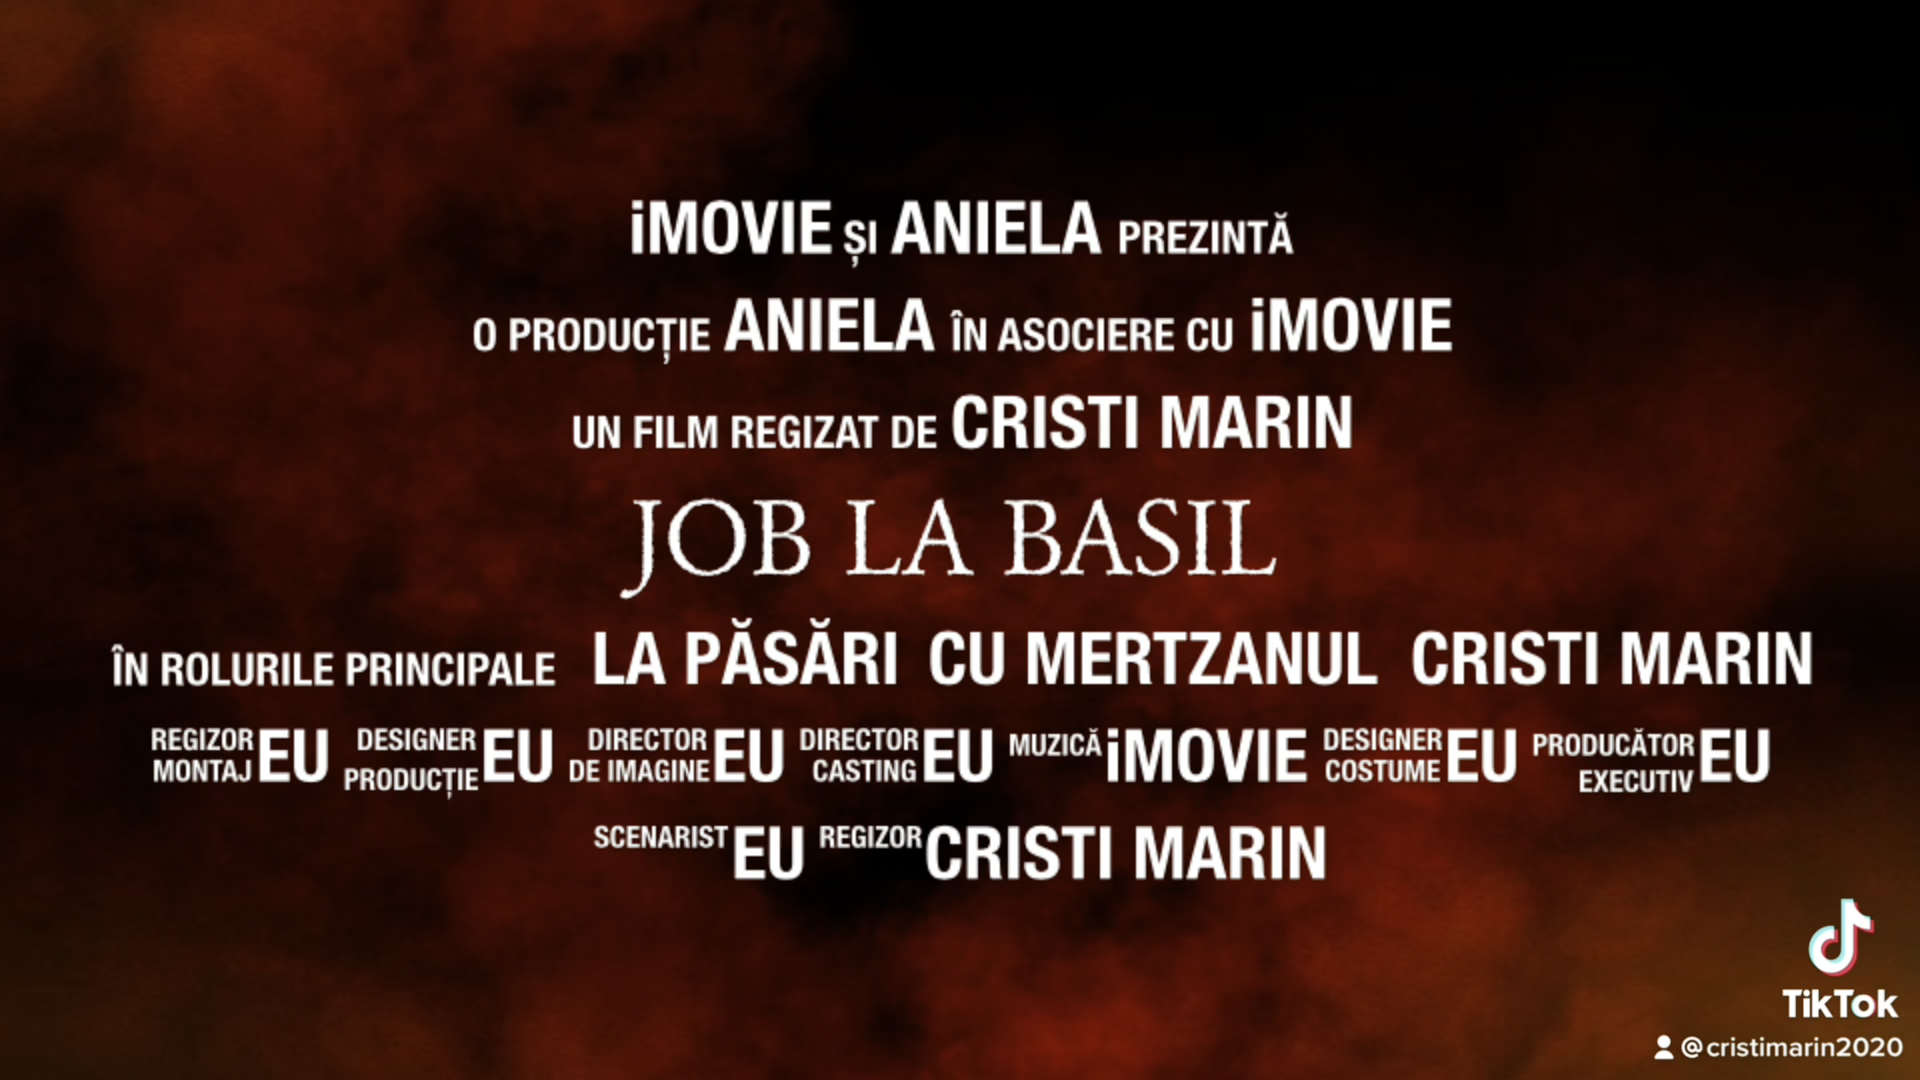 iMOVIE ȘI ANIELA PREZINTĂ
O PRODUCȚIE ANIELA ÎN ASOCIERE CU iMOVIE
UN FILM REGIZAT DE CRISTI MARIN
JOB LA BASIL
ÎN ROLURILE PRINCIPALE LA PĂSĂRI CU MERTZANUL CRISTI MARIN
REGIZOR MONTAJ EU DESIGNER PRODUCȚIE EU DIRECTOR DE IMAGINE EU DIRECTOR CASTING EU MUZICĂ iMOVIE DESIGNER COSTUME EU PRODUCĂTOR EXECUTIV EU
SCENARIST EU REGIZOR CRISTI MARIN
TikTok
@cristimarin2020